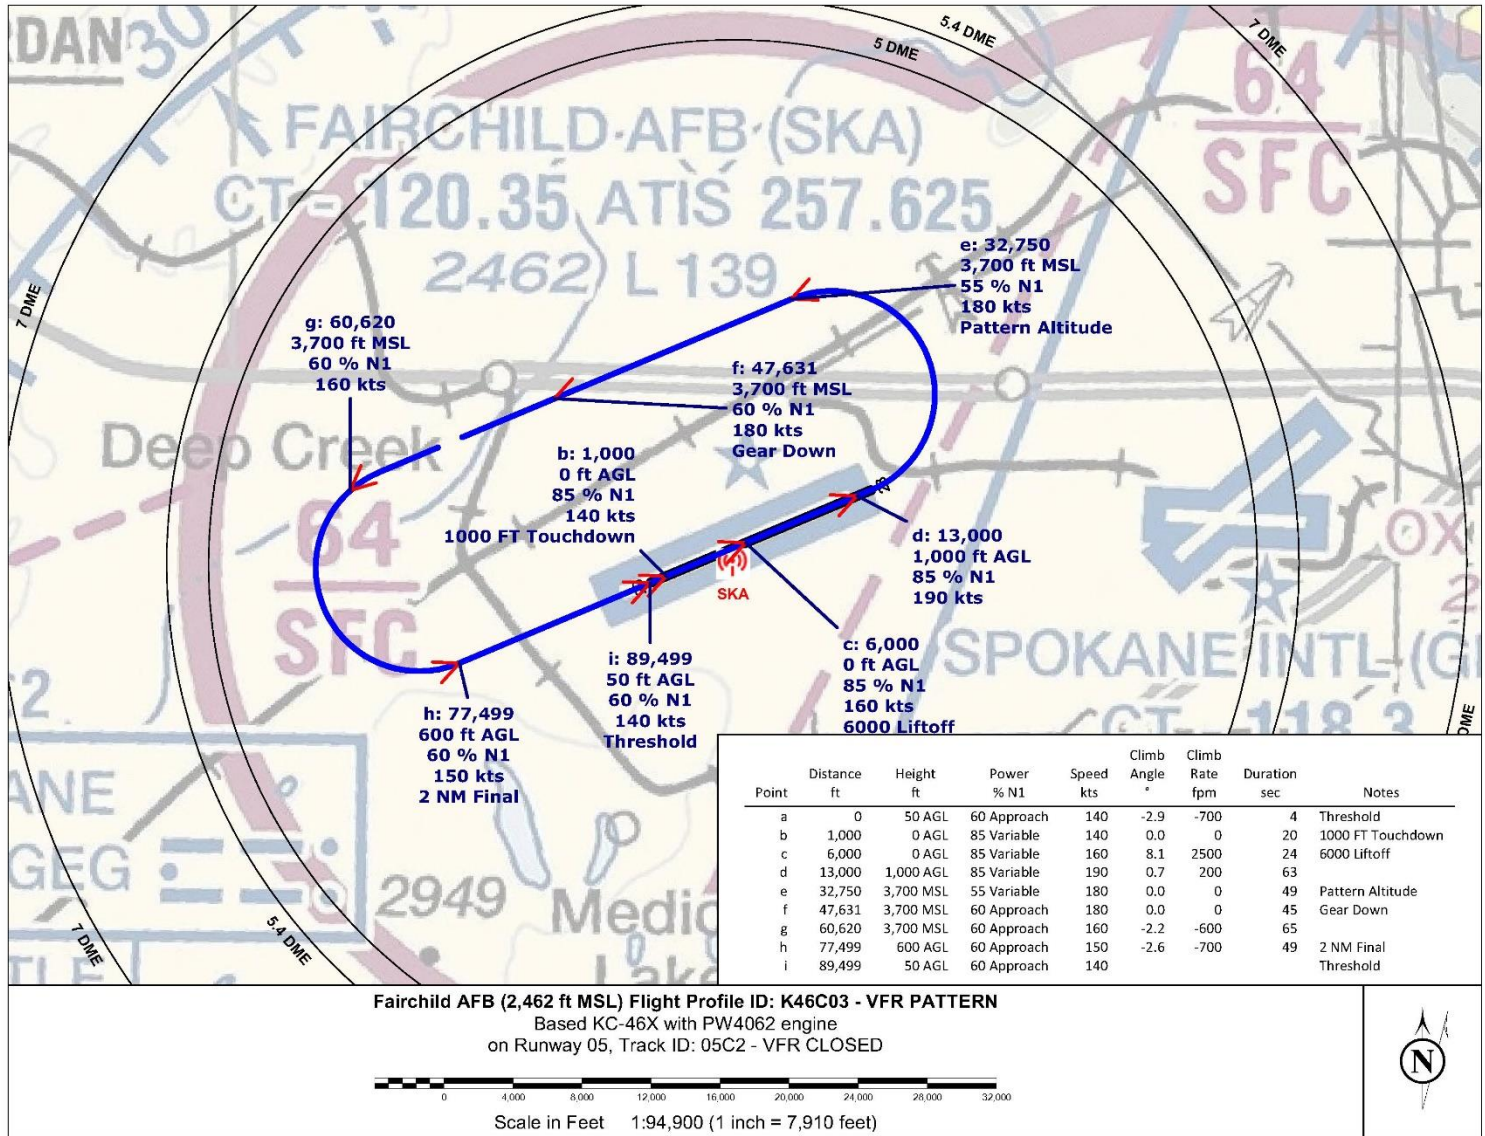 RDAN
30
5.4 DME
5 DME
7 DME
64
SFC
FAIRCHILD AFB (SKA)
CT - 120.35 ATIS 257.625
2462 L 139
e: 32,750
3,700 ft MSL
55 % N1
180 kts
Pattern Altitude
7 DME
g: 60,620
3,700 ft MSL
60 % N1
160 kts
f: 47,631
3,700 ft MSL
60 % N1
180 kts
Gear Down
Deep Creek
b: 1,000
0 ft AGL
85 % N1
140 kts
1000 FT Touchdown
64
SFC
23
d: 13,000
1,000 ft AGL
85 % N1
190 kts
OX
SKA
SPOKANE INTL (G
CT - 118.3
c: 6,000
0 ft AGL
85 % N1
160 kts
6000 Liftoff
i: 89,499
50 ft AGL
60 % N1
140 kts
Threshold
h: 77,499
600 ft AGL
60 % N1
150 kts
2 NM Final
DME
ANE
GEG
2949
Medic
Lake
7 DME
5.4 DME
Point Distance ft Height ft Power % N1 Speed kts Climb Angle ° Climb Rate fpm Duration sec Notes
a 0 50 AGL 60 Approach 140 -2.9 -700 4 Threshold
b 1,000 0 AGL 85 Variable 140 0.0 0 20 1000 FT Touchdown
c 6,000 0 AGL 85 Variable 160 8.1 2500 24 6000 Liftoff
d 13,000 1,000 AGL 85 Variable 190 0.7 200 63
e 32,750 3,700 MSL 55 Variable 180 0.0 0 49 Pattern Altitude
f 47,631 3,700 MSL 60 Approach 180 0.0 0 45 Gear Down
g 60,620 3,700 MSL 60 Approach 160 -2.2 -600 65
h 77,499 600 AGL 60 Approach 150 -2.6 -700 49 2 NM Final
i 89,499 50 AGL 60 Approach 140 Threshold
Fairchild AFB (2,462 ft MSL) Flight Profile ID: K46C03 - VFR PATTERN
Based KC-46X with PW4062 engine
on Runway 05, Track ID: 05C2 - VFR CLOSED
0 4,000 8,000 12,000 16,000 20,000 24,000 28,000 32,000
Scale in Feet 1:94,900 (1 inch = 7,910 feet)
N